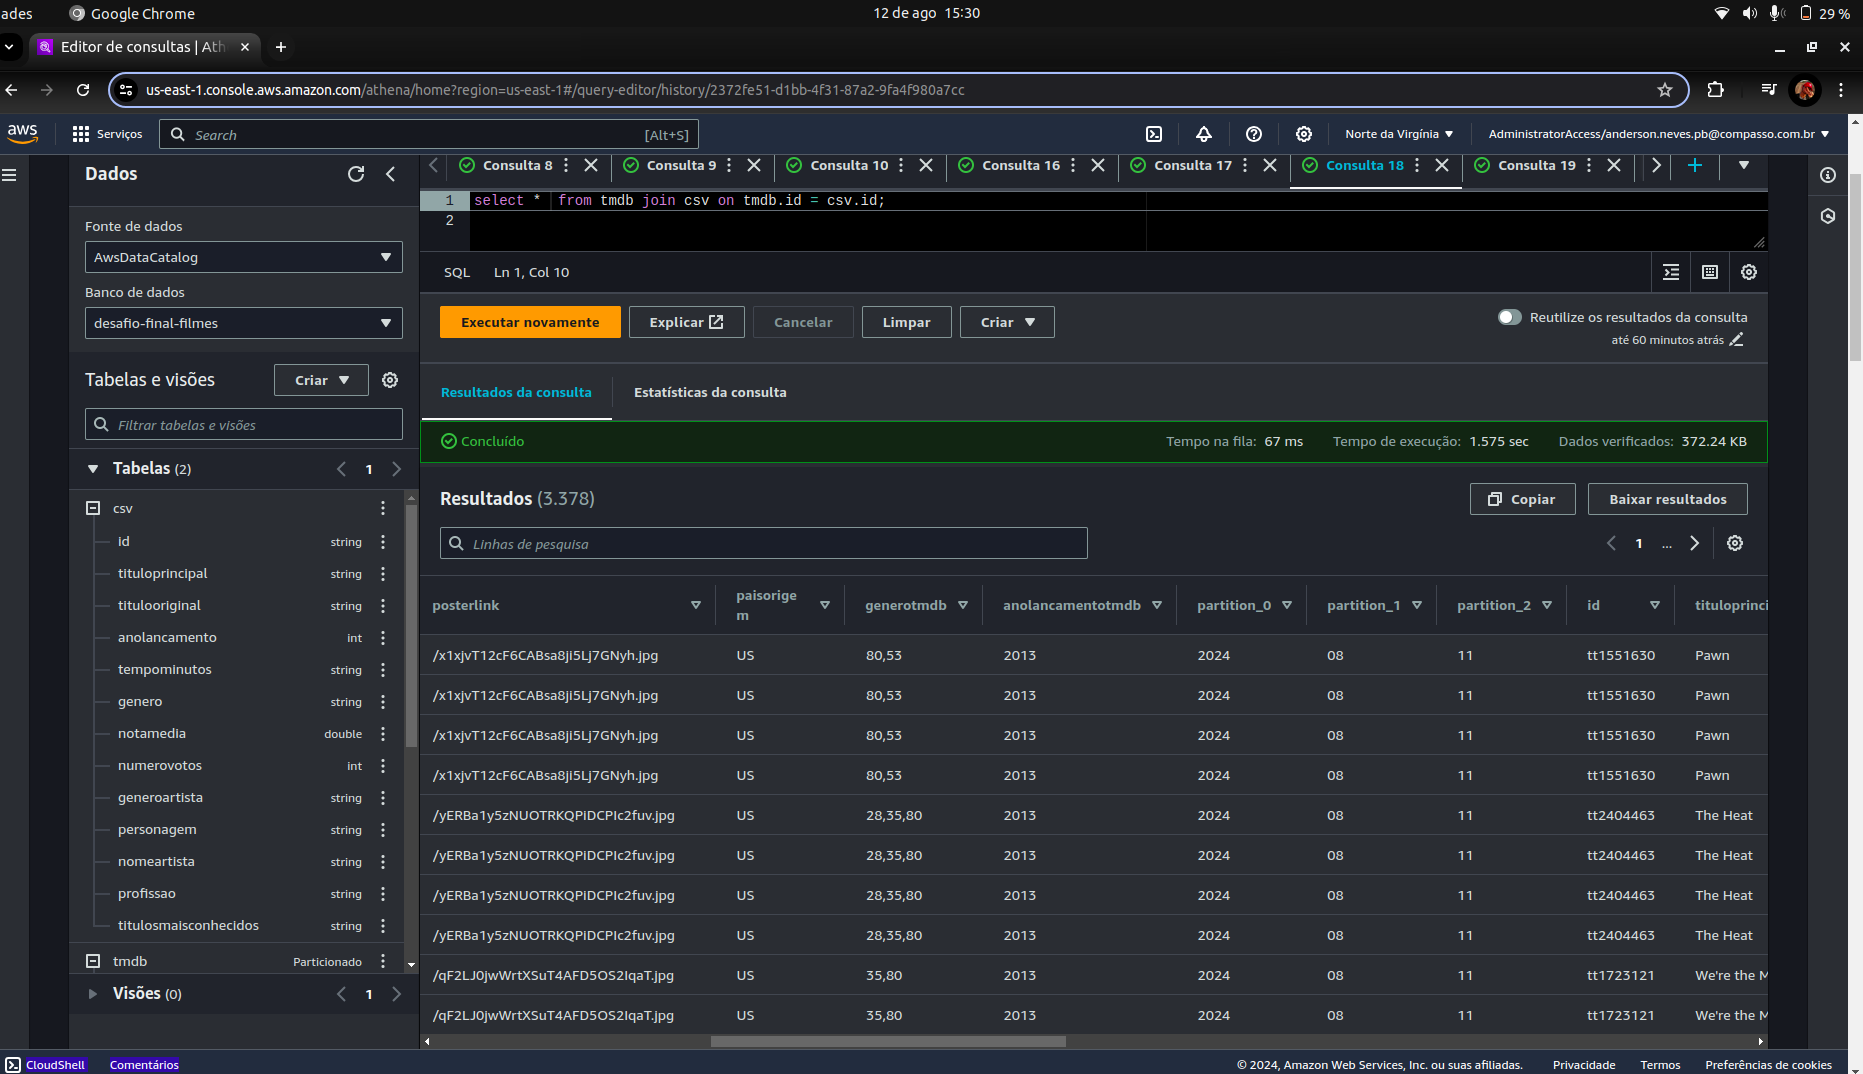 ades
Google Chrome
12 de ago 15:30
29 %
Editor de consultas | Ath
us-east-1.console.aws.amazon.com/athena/home?region=us-east-1#/query-editor/history/2372fe51-d1bb-4f31-87a2-9fa4f980a7cc
aws
Serviços
Search
[Alt+S]
Norte da Virgínia
AdministratorAccess/anderson.neves.pb@compasso.com.br
Dados
Fonte de dados
AwsDataCatalog
Banco de dados
desafio-final-filmes
Tabelas e visões
Criar
Filtrar tabelas e visões
Tabelas (2)
1
csv
id string
tituloprincipal string
titulooriginal string
anolancamento int
tempominutos string
genero string
notamedia double
numerovotos int
generoartista string
personagem string
nomeartista string
profissao string
titulosmaisconhecidos string
tmdb Particionado
Visões (0)
1
Consulta 8
Consulta 9
Consulta 10
Consulta 16
Consulta 17
Consulta 18
Consulta 19
1 select * from tmdb join csv on tmdb.id = csv.id;
2
SQL Ln 1, Col 10
Executar novamente
Explicar
Cancelar
Limpar
Criar
Reutilize os resultados da consulta
até 60 minutos atrás
Resultados da consulta
Estatísticas da consulta
Concluído
Tempo na fila: 67 ms
Tempo de execução: 1.575 sec
Dados verificados: 372.24 KB
Resultados (3.378)
Copiar
Baixar resultados
Linhas de pesquisa
1 ...
posterlink paisorigem generotmdb anolancamentotmdb partition_0 partition_1 partition_2 id tituloprinci
/x1xjvT12cF6CABsa8jI5Lj7GNyh.jpg US 80,53 2013 2024 08 11 tt1551630 Pawn
/x1xjvT12cF6CABsa8jI5Lj7GNyh.jpg US 80,53 2013 2024 08 11 tt1551630 Pawn
/x1xjvT12cF6CABsa8jI5Lj7GNyh.jpg US 80,53 2013 2024 08 11 tt1551630 Pawn
/x1xjvT12cF6CABsa8jI5Lj7GNyh.jpg US 80,53 2013 2024 08 11 tt1551630 Pawn
/yERBa1y5zNUOTRKQPiDCPIc2fuv.jpg US 28,35,80 2013 2024 08 11 tt2404463 The Heat
/yERBa1y5zNUOTRKQPiDCPIc2fuv.jpg US 28,35,80 2013 2024 08 11 tt2404463 The Heat
/yERBa1y5zNUOTRKQPiDCPIc2fuv.jpg US 28,35,80 2013 2024 08 11 tt2404463 The Heat
/yERBa1y5zNUOTRKQPiDCPIc2fuv.jpg US 28,35,80 2013 2024 08 11 tt2404463 The Heat
/qF2LJ0jwWrtXSuT4AFD5OS2IqaT.jpg US 35,80 2013 2024 08 11 tt1723121 We're the M
/qF2LJ0jwWrtXSuT4AFD5OS2IqaT.jpg US 35,80 2013 2024 08 11 tt1723121 We're the M
CloudShell
Comentários
© 2024, Amazon Web Services, Inc. ou suas afiliadas.
Privacidade
Termos
Preferências de cookies